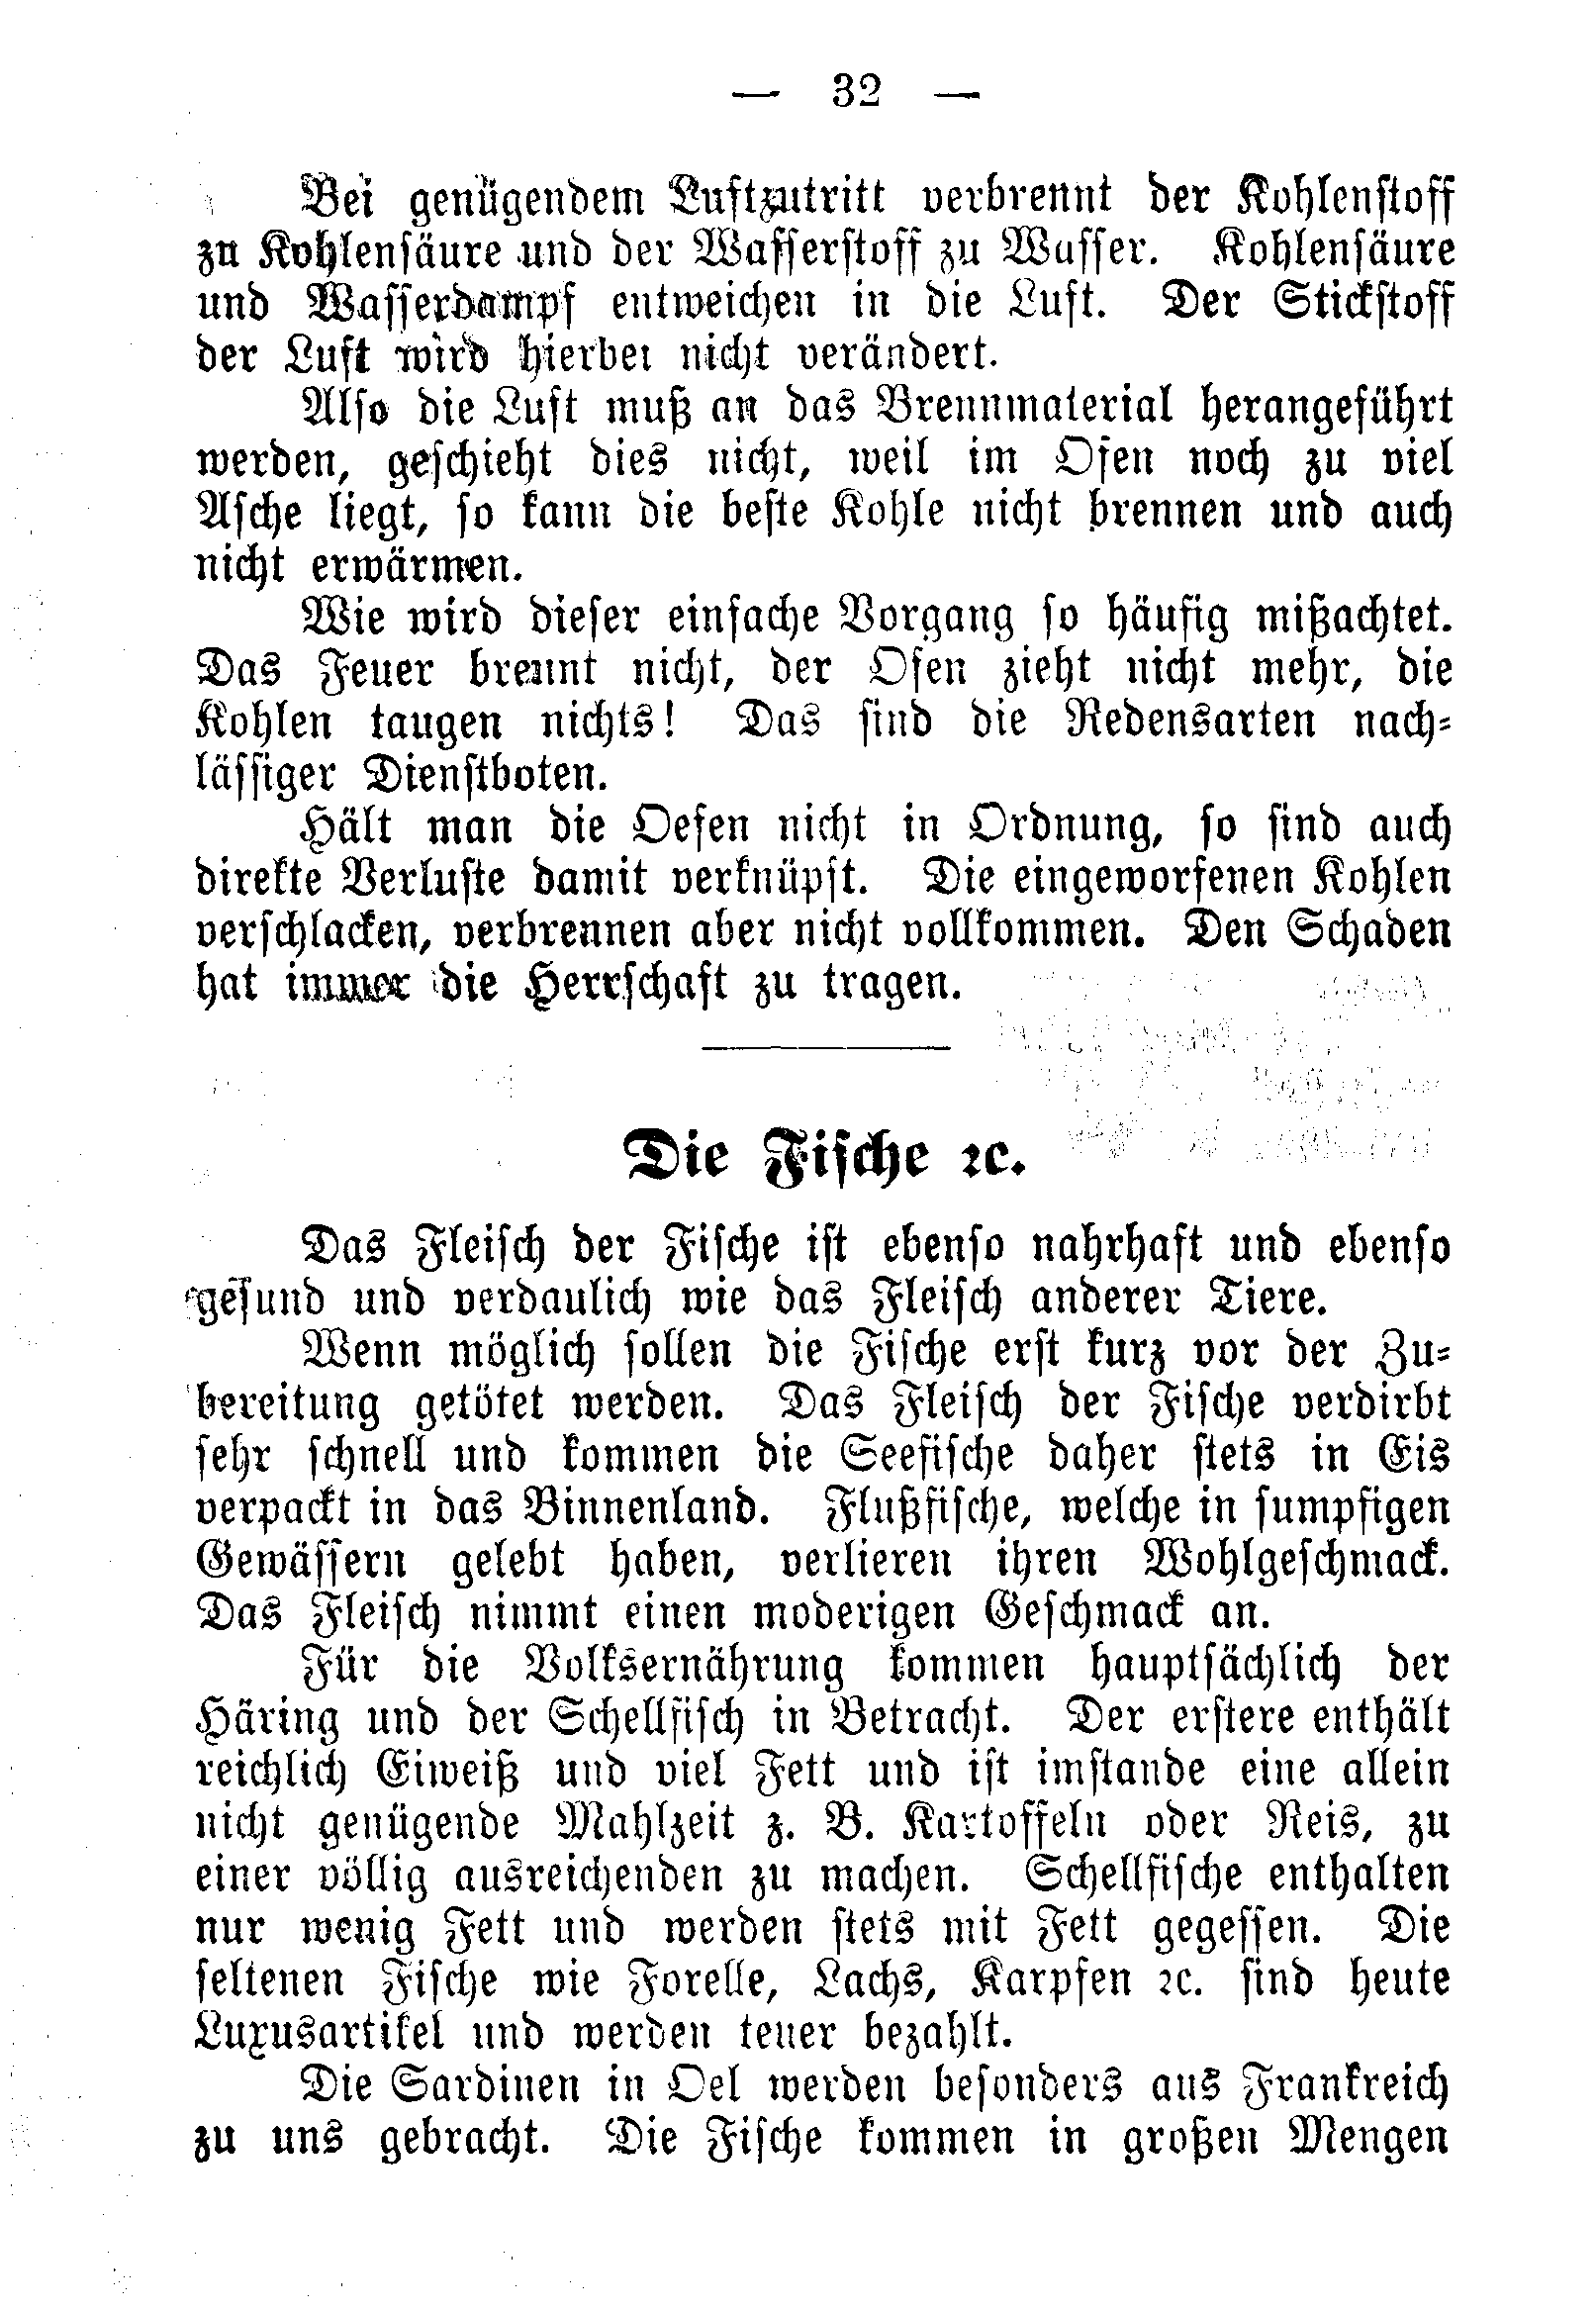 — 32 —
Bei genügendem Luftzutritt verbrennt der Kohlenstoff
zu Kohlensäure und der Wasserstoff zu Wasser. Kohlensäure
und Wasserdampf entweichen in die Luft. Der Stickstoff
der Luft wird hierbei nicht verändert.
Also die Luft muß an das Brennmaterial herangeführt
werden, geschieht dies nicht, weil im Ofen noch zu viel
Asche liegt, so kann die beste Kohle nicht brennen und auch
nicht erwärmen.
Wie wird dieser einfache Vorgang so häufig mißachtet.
Das Feuer brennt nicht, der Ofen zieht nicht mehr, die
Kohlen taugen nichts! Das sind die Redensarten nach-
lässiger Dienstboten.
Hält man die Oefen nicht in Ordnung, so sind auch
direkte Verluste damit verknüpft. Die eingeworfenen Kohlen
verschlacken, verbrennen aber nicht vollkommen. Den Schaden
hat immer die Herrschaft zu tragen.
Die Fische ꝛc.
Das Fleisch der Fische ist ebenso nahrhaft und ebenso
gesund und verdaulich wie das Fleisch anderer Tiere.
Wenn möglich sollen die Fische erst kurz vor der Zu-
bereitung getötet werden. Das Fleisch der Fische verdirbt
sehr schnell und kommen die Seefische daher stets in Eis
verpackt in das Binnenland. Flußfische, welche in sumpfigen
Gewässern gelebt haben, verlieren ihren Wohlgeschmack.
Das Fleisch nimmt einen moderigen Geschmack an.
Für die Volksernährung kommen hauptsächlich der
Häring und der Schellfisch in Betracht. Der erstere enthält
reichlich Eiweiß und viel Fett und ist imstande eine allein
nicht genügende Mahlzeit z. B. Kartoffeln oder Reis, zu
einer völlig ausreichenden zu machen. Schellfische enthalten
nur wenig Fett und werden stets mit Fett gegessen. Die
seltenen Fische wie Forelle, Lachs, Karpfen ꝛc. sind heute
Luxusartikel und werden teuer bezahlt.
Die Sardinen in Oel werden besonders aus Frankreich
zu uns gebracht. Die Fische kommen in großen Mengen